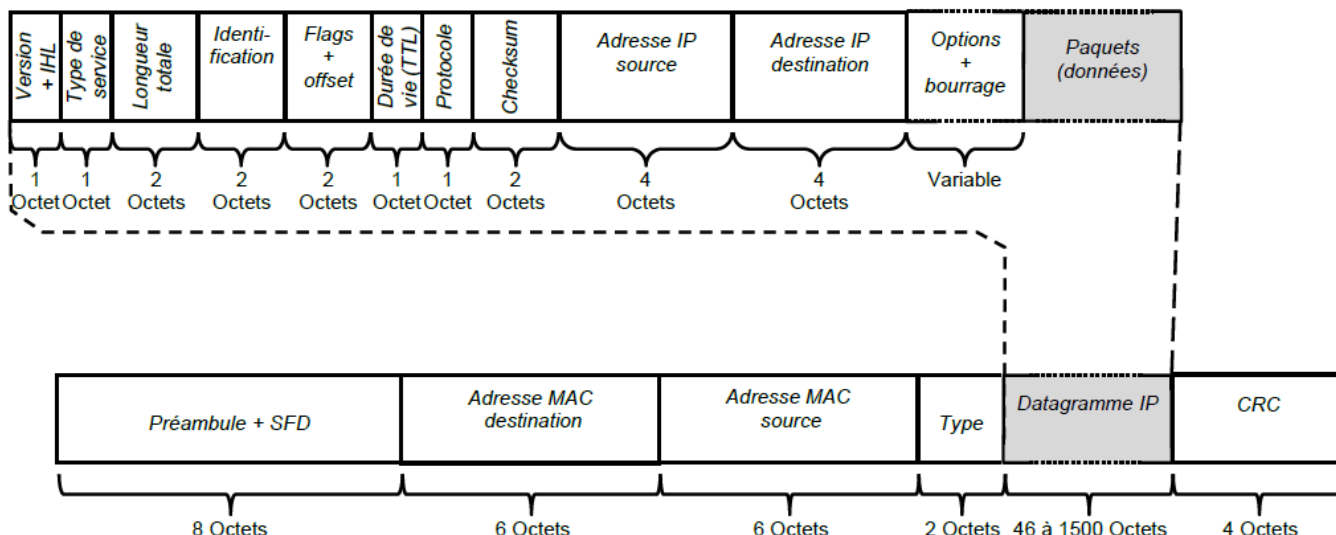 Version
+ IHL
Type de
service
Longueur
totale
Identi-
fication
Flags
+
offset
Durée de
vie (TTL)
Protocole
Checksum
Adresse IP
source
Adresse IP
destination
Options
+
bourrage
Paquets
(données)
1
Octet
1
Octet
2
Octets
2
Octets
2
Octets
1
Octet
1
Octet
2
Octets
4
Octets
4
Octets
Variable
Préambule + SFD
Adresse MAC
destination
Adresse MAC
source
Type
Datagramme IP
CRC
8 Octets
6 Octets
6 Octets
2 Octets
46 à 1500 Octets
4 Octets